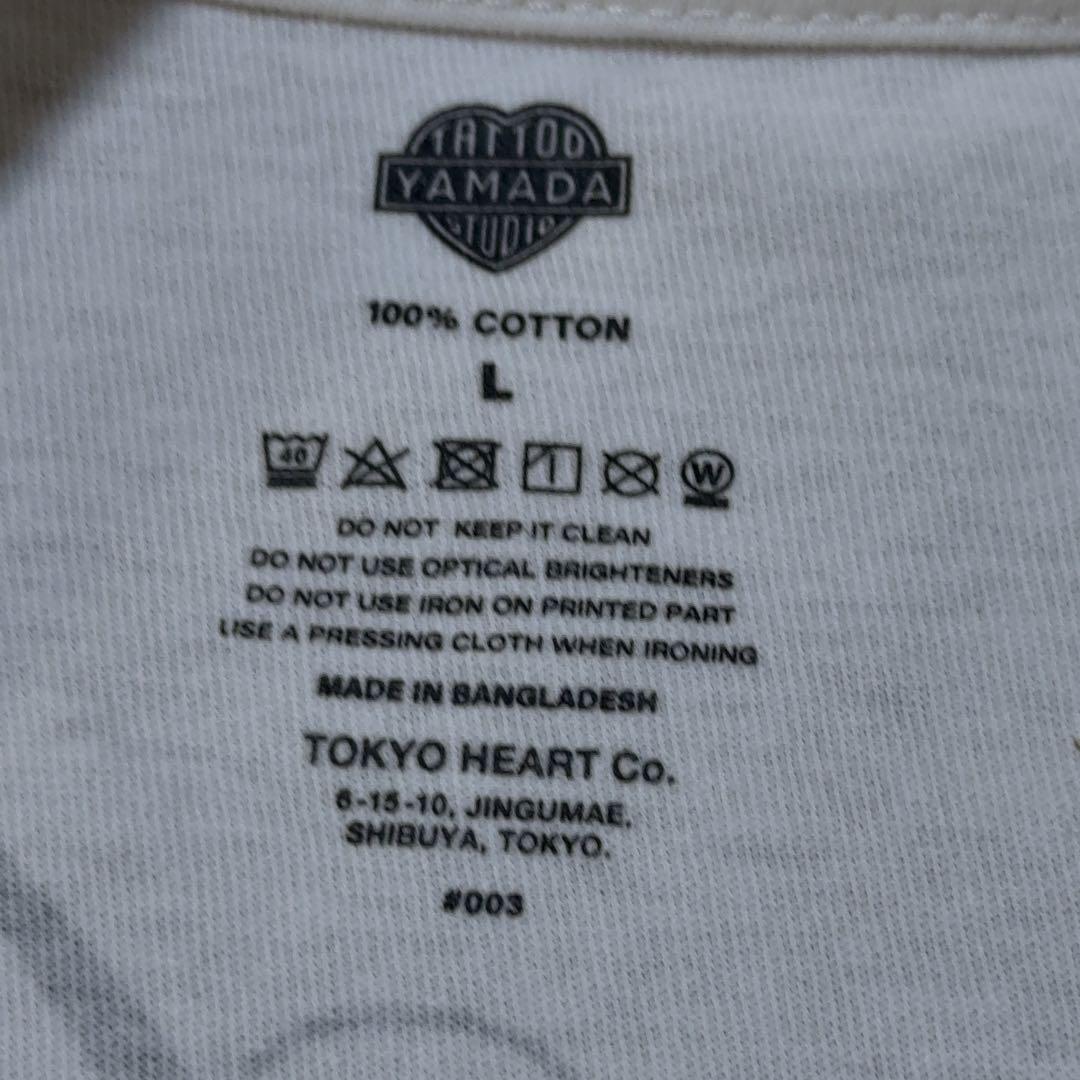 TATTOO
YAMADA
STUDIO
100% COTTON
L
40
W
DO NOT KEEP IT CLEAN
DO NOT USE OPTICAL BRIGHTENERS
DO NOT USE IRON ON PRINTED PART
USE A PRESSING CLOTH WHEN IRONING
MADE IN BANGLADESH
TOKYO HEART Co.
6-15-10, JINGUMAE,
SHIBUYA, TOKYO.
#003